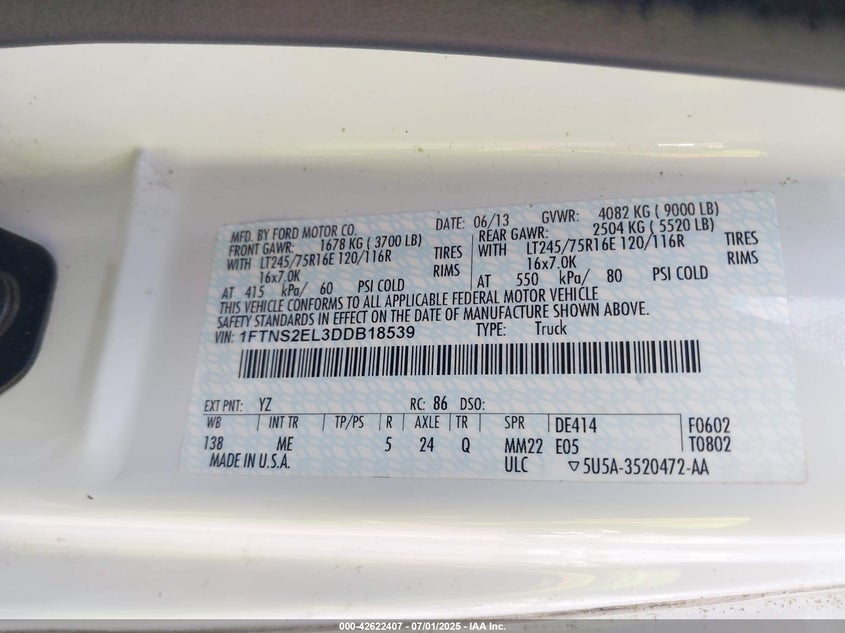 MFD. BY FORD MOTOR CO. DATE: 06/13 GVWR: 4082 KG ( 9000 LB)
FRONT GAWR: 1678 KG ( 3700 LB) REAR GAWR: 2504 KG ( 5520 LB)
WITH LT245/75R16E 120/116R TIRES WITH LT245/75R16E 120/116R TIRES
16x7.0K RIMS 16x7.0K RIMS
AT 415 kPa/ 60 PSI COLD AT 550 kPa/ 80 PSI COLD
THIS VEHICLE CONFORMS TO ALL APPLICABLE FEDERAL MOTOR VEHICLE
SAFETY STANDARDS IN EFFECT ON THE DATE OF MANUFACTURE SHOWN ABOVE.
VIN: 1FTNS2EL3DDB18539 TYPE: Truck
EXT PNT: YZ RC: 86 DSO:
WB INT TR TP/PS R AXLE TR SPR DE414 F0602
138 ME 5 24 Q MM22 E05 T0802
MADE IN U.S.A. ULC ▽5U5A-3520472-AA
000-42622407 - 07/01/2025 - IAA Inc.